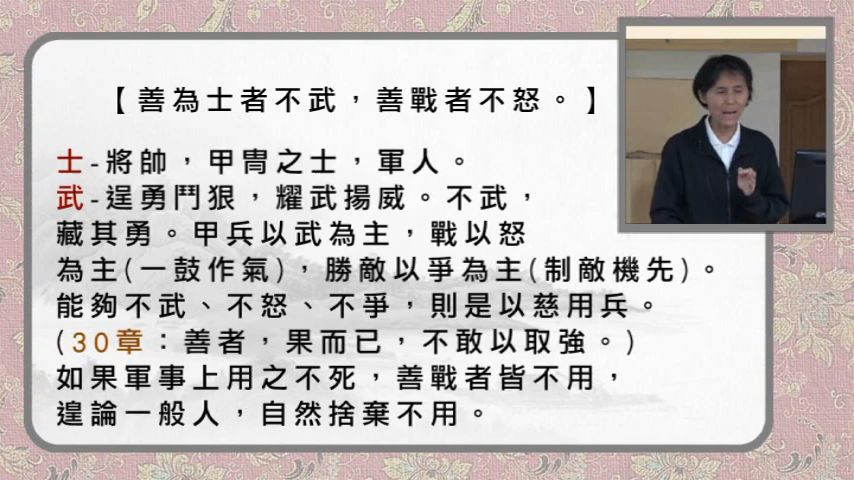 【善為士者不武，善戰者不怒。】
士-將帥，甲冑之士，軍人。
武-逞勇鬥狠，耀武揚威。不武，
藏其勇。甲兵以武為主，戰以怒
為主(一鼓作氣)，勝敵以爭為主(制敵機先)。
能夠不武、不怒、不爭，則是以慈用兵。
(30章：善者，果而已，不敢以取強。)
如果軍事上用之不死，善戰者皆不用，
遑論一般人，自然捨棄不用。